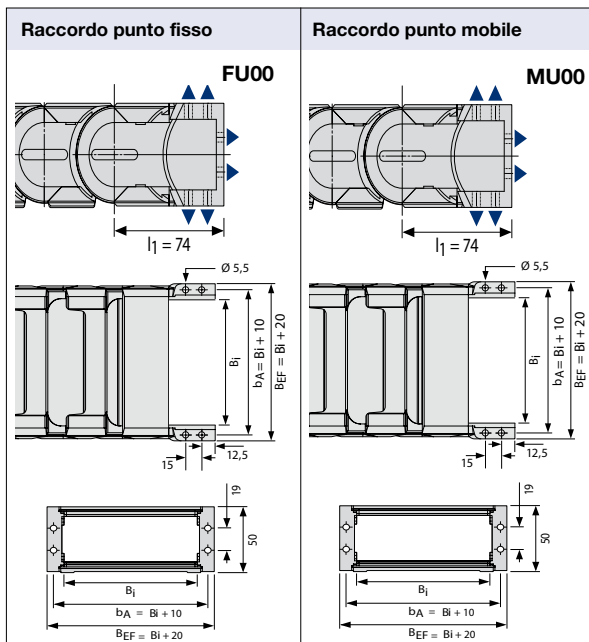 Raccordo punto fisso
FU00
l1 = 74
Ø 5,5
Bi
bA = Bi + 10
BEF = Bi + 20
15
12,5
19
50
Bi
bA = Bi + 10
BEF = Bi + 20
Raccordo punto mobile
MU00
l1 = 74
Ø 5,5
Bi
bA = Bi + 10
BEF = Bi + 20
15
12,5
19
50
Bi
bA = Bi + 10
BEF = Bi + 20